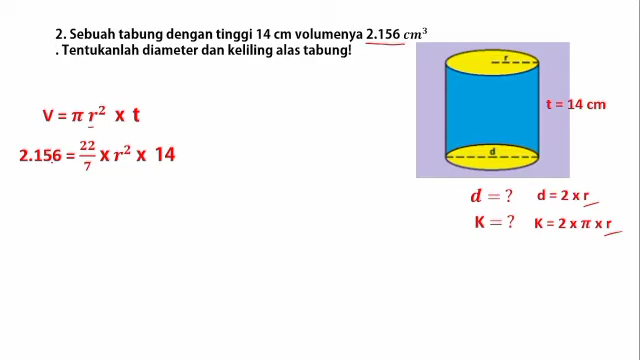 2. Sebuah tabung dengan tinggi 14 cm volumenya 2.156 cm³
. Tentukanlah diameter dan keliling alas tabung!
r
V = π r² x t
t = 14 cm
2.156 = 22/7 x r² x 14
d
d = ? d = 2 x r
K = ? K = 2 x π x r